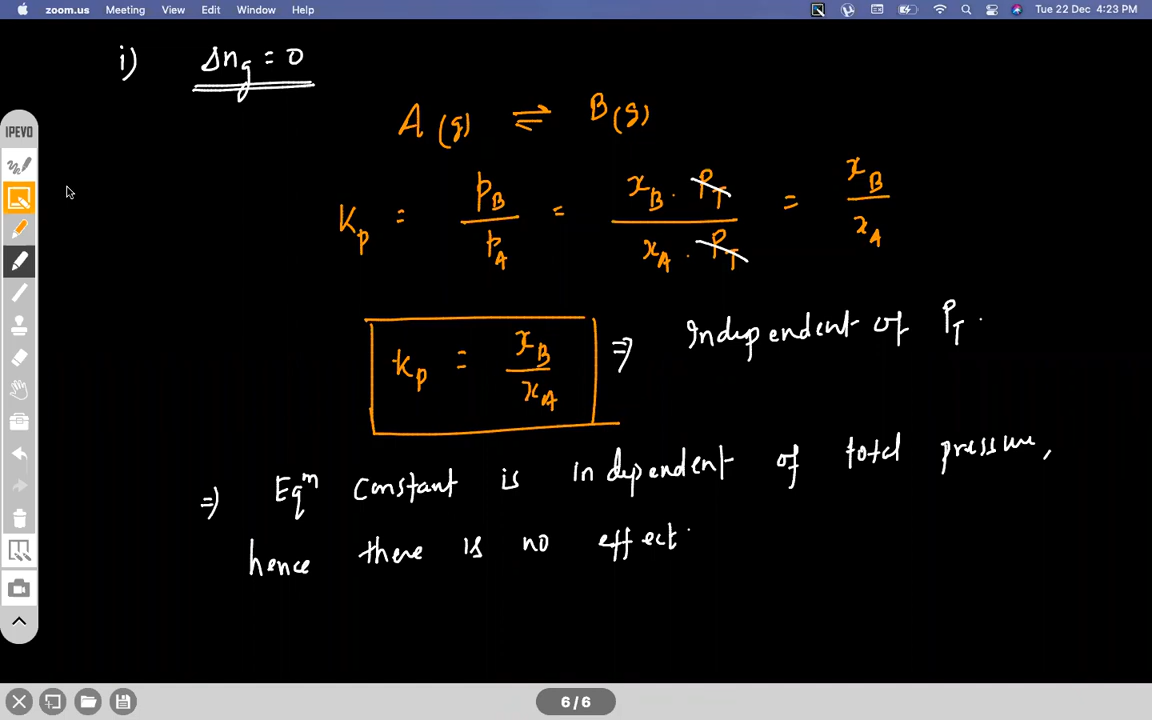 zoom.us Meeting View Edit Window Help Tue 22 Dec 4:23 PM
i) Δng = 0
IPEVO
A(g) ⇌ B(g)
Kp = pB / pA = xB . PT / xA . PT = xB / xA
Kp = xB / xA ⇒ Independent of PT .
⇒ Eqm Constant is independent of total pressure,
hence there is no effect.
6 / 6